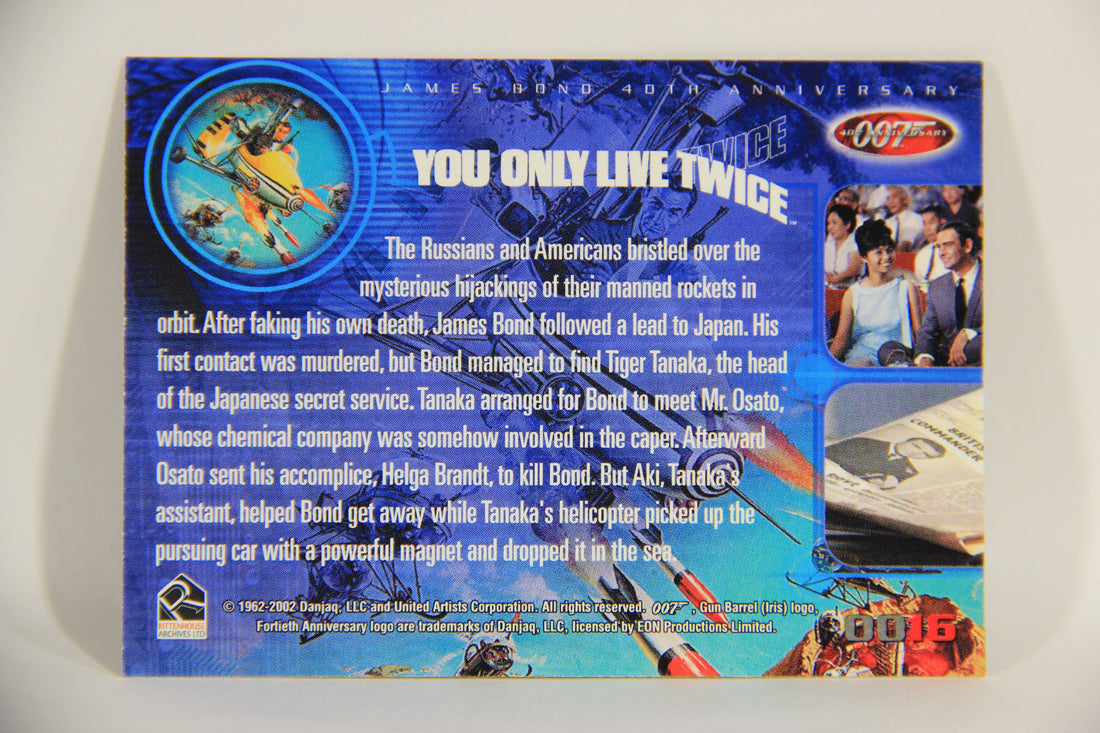 JAMES BOND 40TH ANNIVERSARY
40TH ANNIVERSARY
007
YOU ONLY LIVE TWICE™
The Russians and Americans bristled over the
mysterious hijackings of their manned rockets in
orbit. After faking his own death, James Bond followed a lead to Japan. His
first contact was murdered, but Bond managed to find Tiger Tanaka, the head
of the Japanese secret service. Tanaka arranged for Bond to meet Mr. Osato,
whose chemical company was somehow involved in the caper. Afterward
Osato sent his accomplice, Helga Brandt, to kill Bond. But Aki, Tanaka's
assistant, helped Bond get away while Tanaka's helicopter picked up the
pursuing car with a powerful magnet and dropped it in the sea.
BRITIS
COMMANDER
RITTENHOUSE
ARCHIVES LTD
© 1962-2002 Danjaq, LLC and United Artists Corporation. All rights reserved. 007, Gun Barrel (Iris) logo,
Fortieth Anniversary logo are trademarks of Danjaq, LLC, licensed by EON Productions Limited.
0016